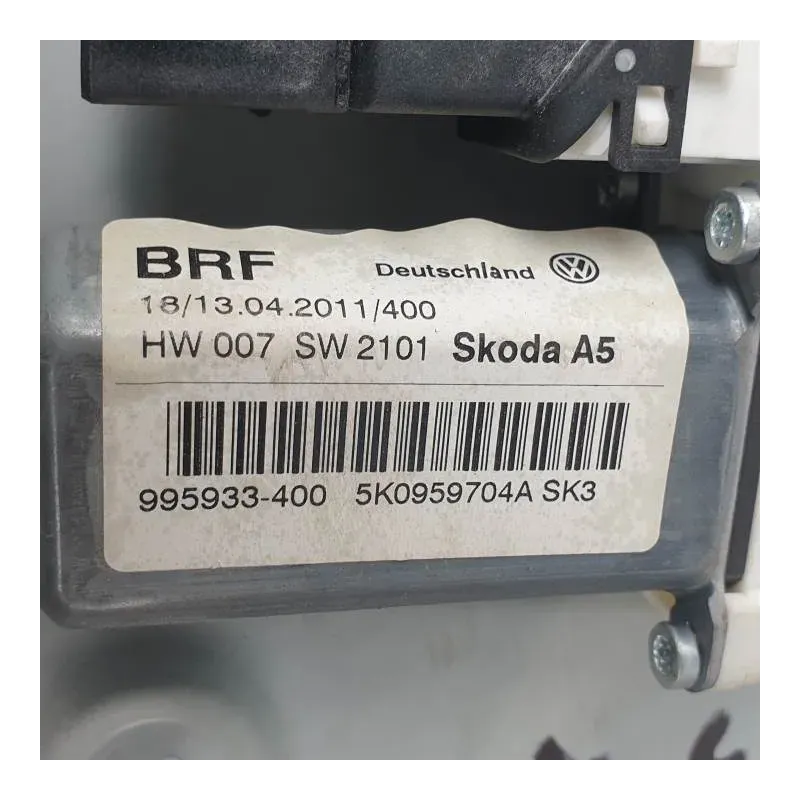 BRF Deutschland
18/13.04.2011/400
HW 007 SW 2101 Skoda A5
995933-400 5K0959704A SK3